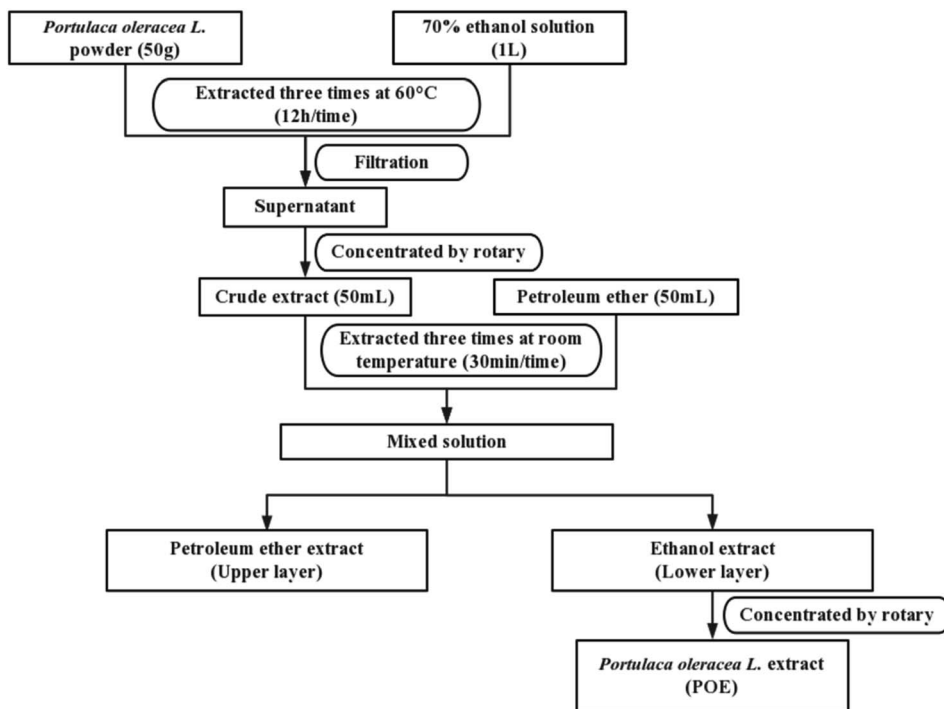 Portulaca oleracea L.
powder (50g)
70% ethanol solution
(1L)
Extracted three times at 60°C
(12h/time)
Filtration
Supernatant
Concentrated by rotary
Crude extract (50mL)
Petroleum ether (50mL)
Extracted three times at room
temperature (30min/time)
Mixed solution
Petroleum ether extract
(Upper layer)
Ethanol extract
(Lower layer)
Concentrated by rotary
Portulaca oleracea L. extract
(POE)